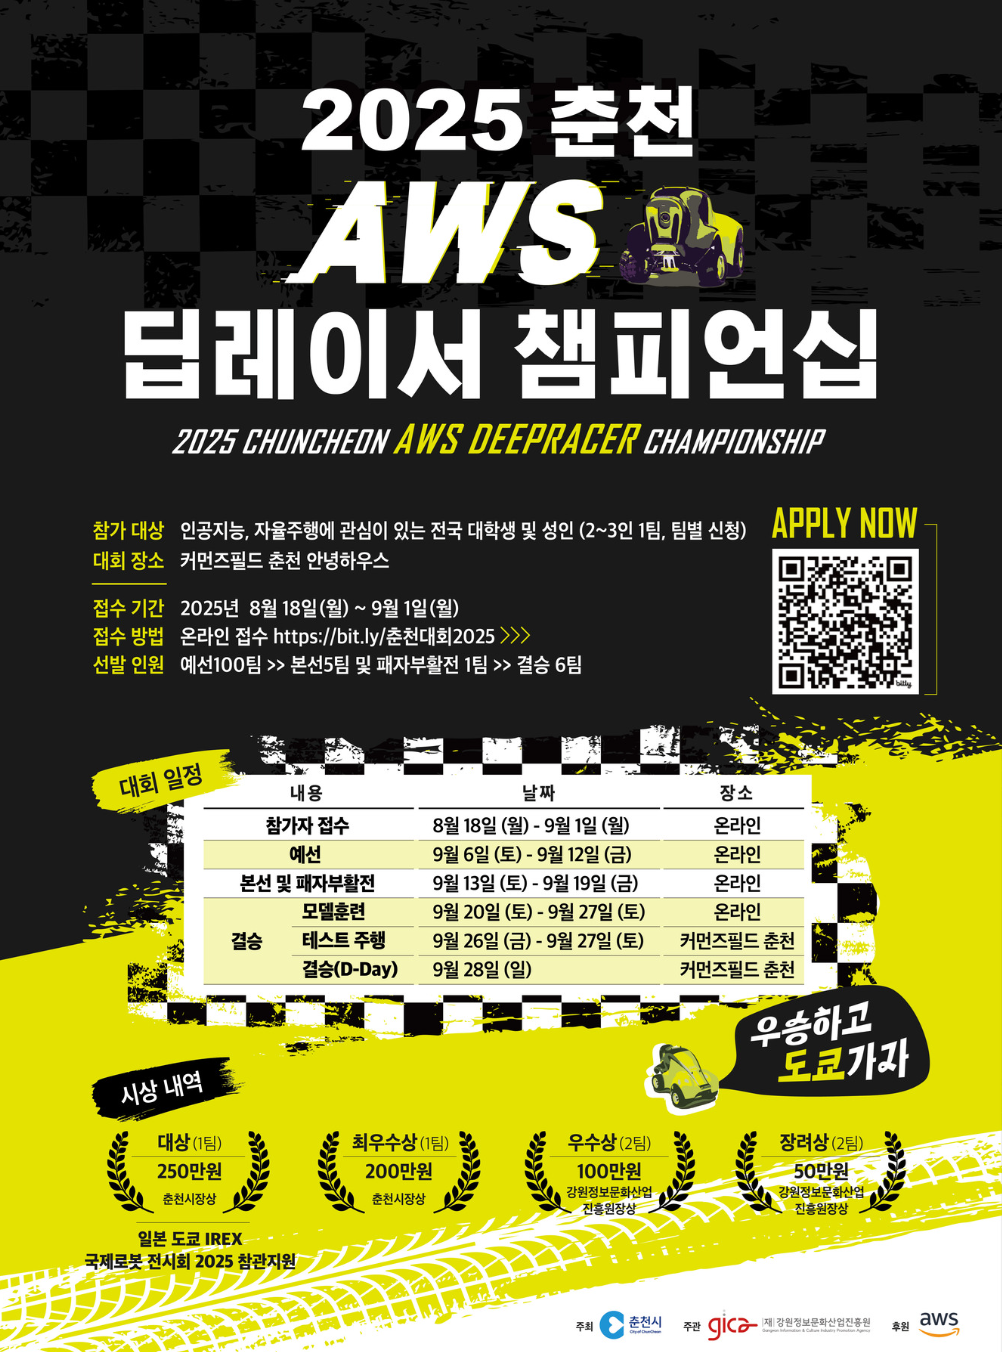 2025 춘천
AWS
딥레이서 챔피언십
2025 CHUNCHEON AWS DEEPRACER CHAMPIONSHIP
참가 대상 인공지능, 자율주행에 관심이 있는 전국 대학생 및 성인 (2~3인 1팀, 팀별 신청)
대회 장소 커먼즈필드 춘천 안녕하우스
접수 기간 2025년 8월 18일(월) ~ 9월 1일(월)
접수 방법 온라인 접수 https://bit.ly/춘천대회2025 >>>
선발 인원 예선100팀 >> 본선5팀 및 패자부활전 1팀 >> 결승 6팀
APPLY NOW
bitly
대회 일정
내용 날짜 장소
참가자 접수 8월 18일 (월) - 9월 1일 (월) 온라인
예선 9월 6일 (토) - 9월 12일 (금) 온라인
본선 및 패자부활전 9월 13일 (토) - 9월 19일 (금) 온라인
결승
모델훈련 9월 20일 (토) - 9월 27일 (토) 온라인
테스트 주행 9월 26일 (금) - 9월 27일 (토) 커먼즈필드 춘천
결승(D-Day) 9월 28일 (일) 커먼즈필드 춘천
우승하고
도쿄가자
시상 내역
대상(1팀)
250만원
춘천시장상
일본 도쿄 IREX
국제로봇 전시회 2025 참관지원
최우수상(1팀)
200만원
춘천시장상
우수상(2팀)
100만원
강원정보문화산업
진흥원장상
장려상(2팀)
50만원
강원정보문화산업
진흥원장상
주최 춘천시
City of ChunCheon
주관 gica 재 강원정보문화산업진흥원
Gangwon Information & Culture Industry Promotion Agency
후원 aws